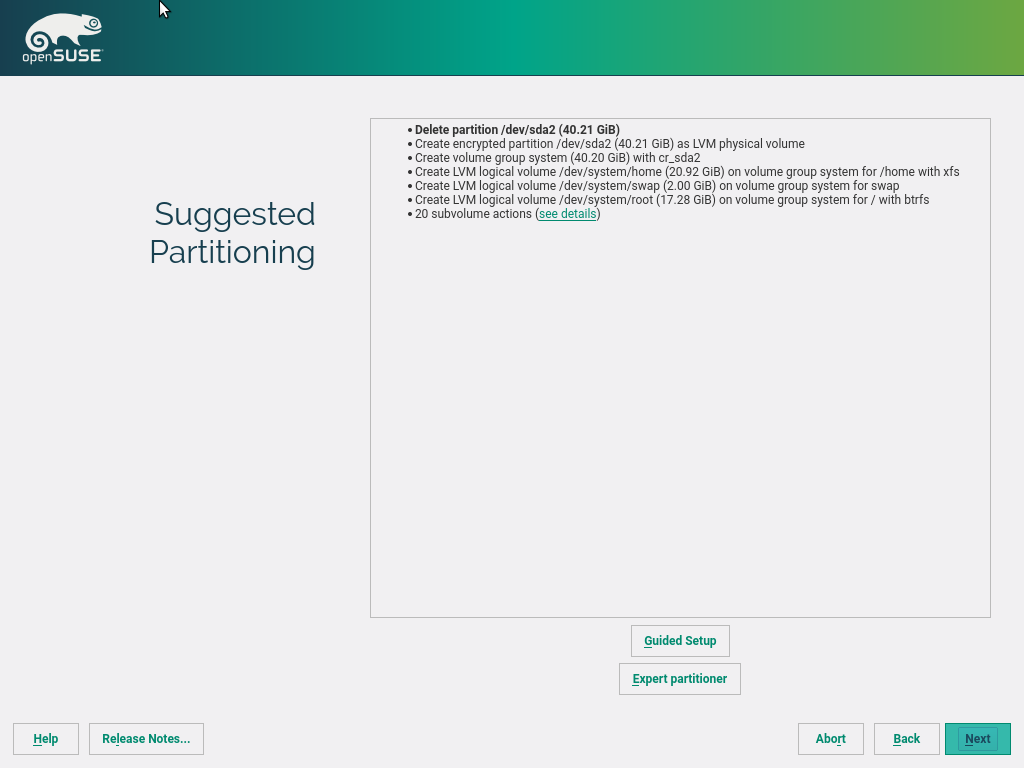 openSUSE
Suggested
Partitioning
• Delete partition /dev/sda2 (40.21 GiB)
• Create encrypted partition /dev/sda2 (40.21 GiB) as LVM physical volume
• Create volume group system (40.20 GiB) with cr_sda2
• Create LVM logical volume /dev/system/home (20.92 GiB) on volume group system for /home with xfs
• Create LVM logical volume /dev/system/swap (2.00 GiB) on volume group system for swap
• Create LVM logical volume /dev/system/root (17.28 GiB) on volume group system for / with btrfs
• 20 subvolume actions (see details)
Guided Setup
Expert partitioner
Help
Release Notes...
Abort
Back
Next